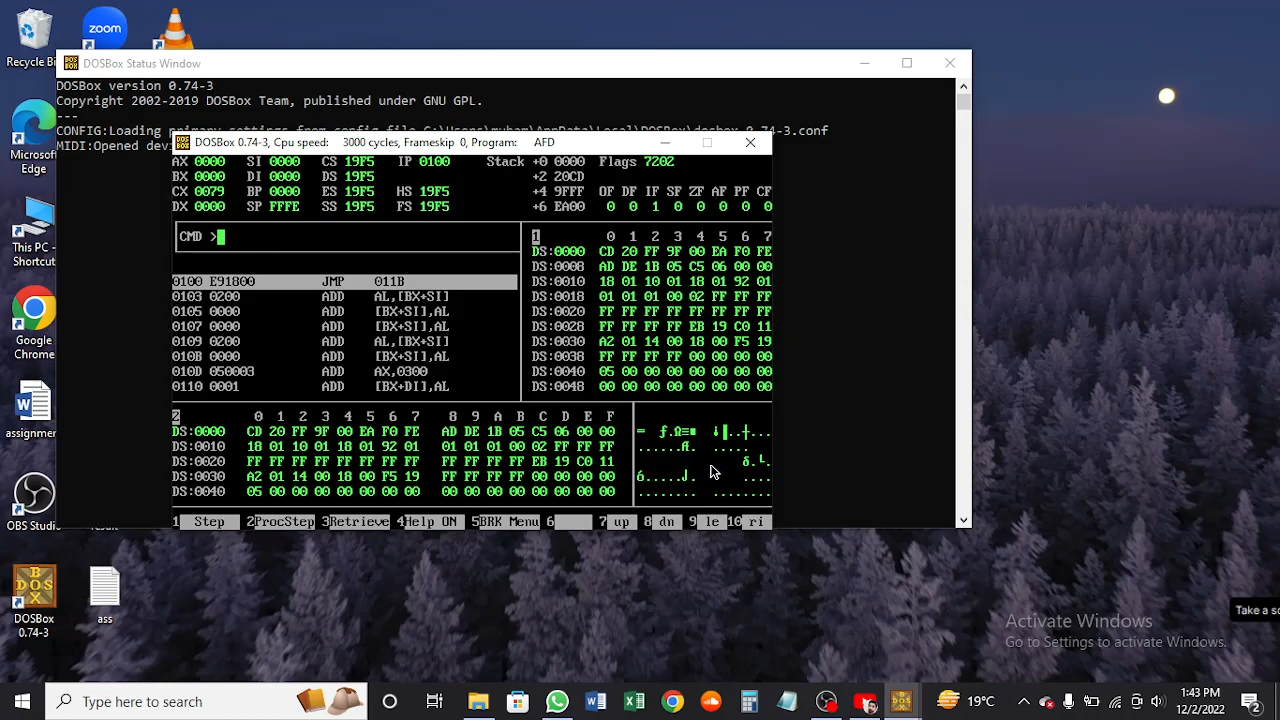 Recycle Bi
zoom
DOSBox Status Window
DOSBox version 0.74-3
Copyright 2002-2019 DOSBox Team, published under GNU GPL.
---
CONFIG:Loading primary settings from config file C:\Users\muham\AppData\Local\DOSBox\dosbox-0.74-3.conf
MIDI:Opened dev
DOSBox 0.74-3, Cpu speed: 3000 cycles, Frameskip 0, Program: AFD
AX 0000 SI 0000 CS 19F5 IP 0100 Stack +0 0000 Flags 7202
BX 0000 DI 0000 DS 19F5 +2 20CD
CX 0079 BP 0000 ES 19F5 HS 19F5 +4 9FFF OF DF IF SF ZF AF PF CF
DX 0000 SP FFFE SS 19F5 FS 19F5 +6 EA00 0 0 1 0 0 0 0 0
CMD >
1 0 1 2 3 4 5 6 7
DS:0000 CD 20 FF 9F 00 EA F0 FE
DS:0008 AD DE 1B 05 C5 06 00 00
DS:0010 18 01 10 01 18 01 92 01
DS:0018 01 01 01 00 02 FF FF FF
DS:0020 FF FF FF FF FF FF FF FF
DS:0028 FF FF FF FF EB 19 C0 11
DS:0030 A2 01 14 00 18 00 F5 19
DS:0038 FF FF FF FF 00 00 00 00
DS:0040 05 00 00 00 00 00 00 00
DS:0048 00 00 00 00 00 00 00 00
0100 E91800 JMP 011B
0103 0200 ADD AL,[BX+SI]
0105 0000 ADD [BX+SI],AL
0107 0000 ADD [BX+SI],AL
0109 0200 ADD AL,[BX+SI]
010B 0000 ADD [BX+SI],AL
010D 050003 ADD AX,0300
0110 0001 ADD [BX+DI],AL
2 0 1 2 3 4 5 6 7 8 9 A B C D E F
DS:0000 CD 20 FF 9F 00 EA F0 FE AD DE 1B 05 C5 06 00 00
DS:0010 18 01 10 01 18 01 92 01 01 01 01 00 02 FF FF FF
DS:0020 FF FF FF FF FF FF FF FF FF FF FF FF EB 19 C0 11
DS:0030 A2 01 14 00 18 00 F5 19 FF FF FF FF 00 00 00 00
DS:0040 05 00 00 00 00 00 00 00 00 00 00 00 00 00 00 00
1 Step 2ProcStep 3Retrieve 4Help ON 5BRK Menu 6 7 up 8 dn 9 le 10 ri
Microsof
Edge
This PC -
Shortcut
Google
Chrome
assignmer
OBS Studio
DOSBox
0.74-3
ass
Take a sc
Activate Windows
Go to Settings to activate Windows.
Type here to search
19°C
1:43 PM
12/2/2022
2